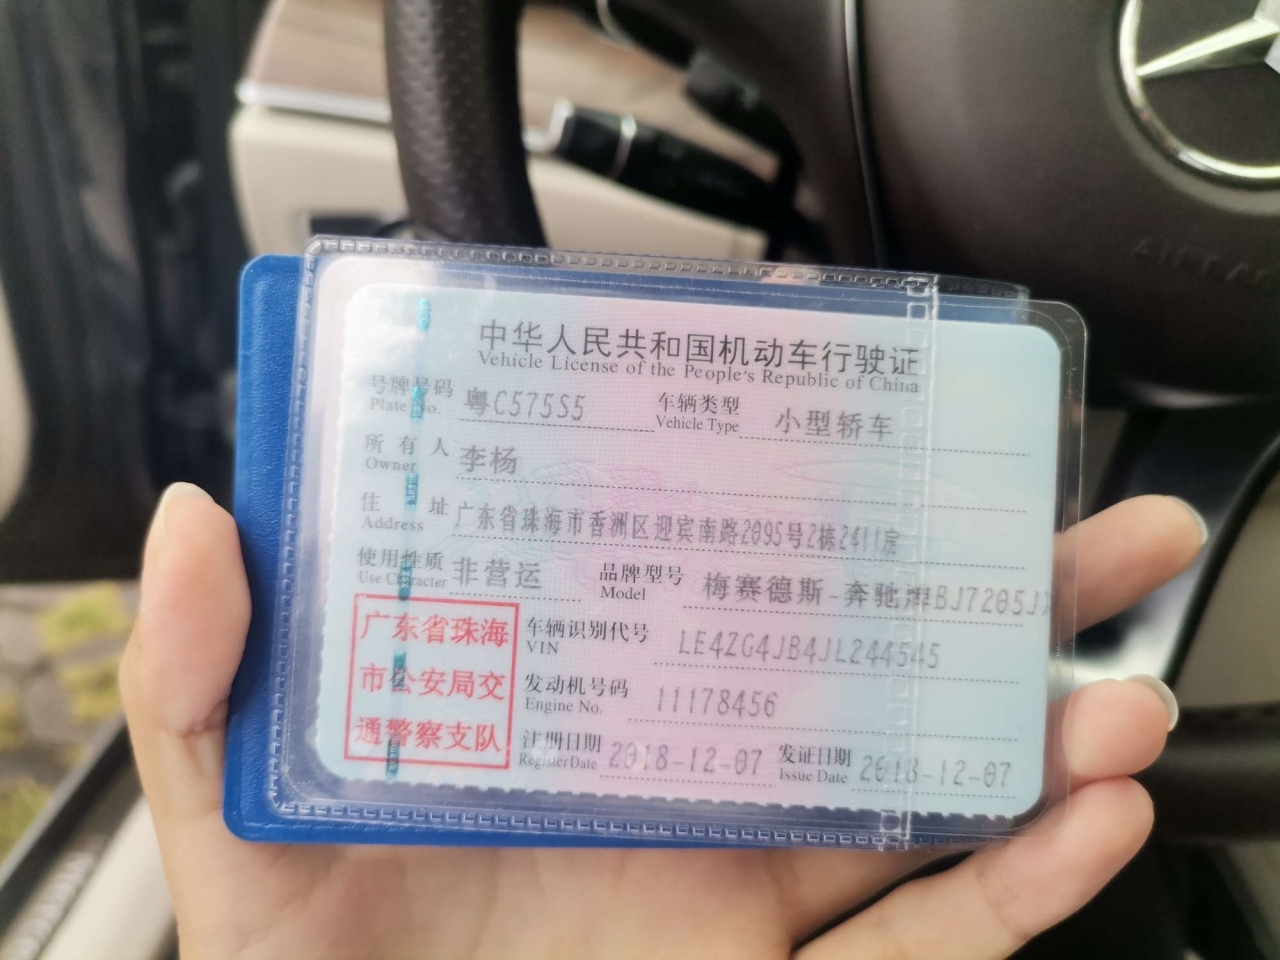 中华人民共和国机动车行驶证
Vehicle License of the People's Republic of China
号牌号码 粤C575S5 车辆类型 小型轿车
Plate No. Vehicle Type
所有人 李杨
Owner
住址 广东省珠海市香洲区迎宾南路2095号2栋2411房
Address
使用性质 非营运 品牌型号 梅赛德斯-奔驰牌BJ7205J
Use Character Model
广东省珠海
市公安局交
通警察支队
车辆识别代号 LE4ZG4JB4JL244545
VIN
发动机号码 11178456
Engine No.
注册日期 2018-12-07 发证日期 2018-12-07
Register Date Issue Date
AIRBAG